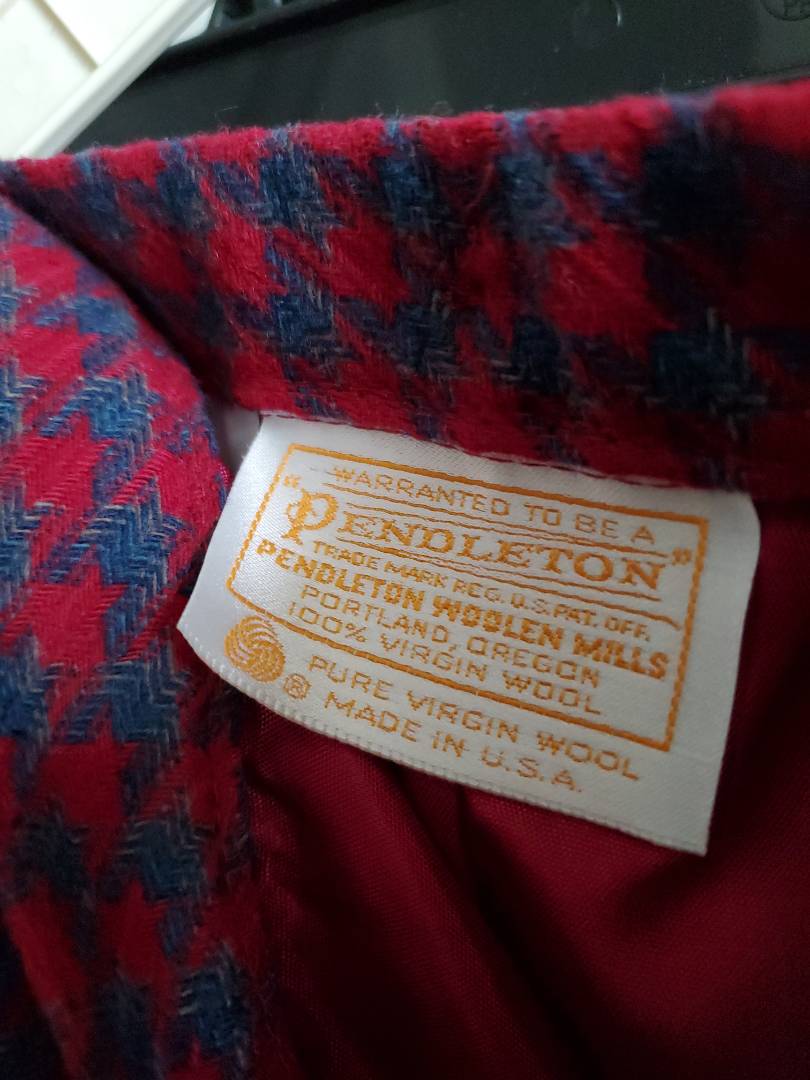 WARRANTED TO BE A
"PENDLETON"
TRADE MARK REG. U.S. PAT. OFF.
PENDLETON WOOLEN MILLS
PORTLAND, OREGON
100% VIRGIN WOOL
PURE VIRGIN WOOL
® MADE IN U.S.A.